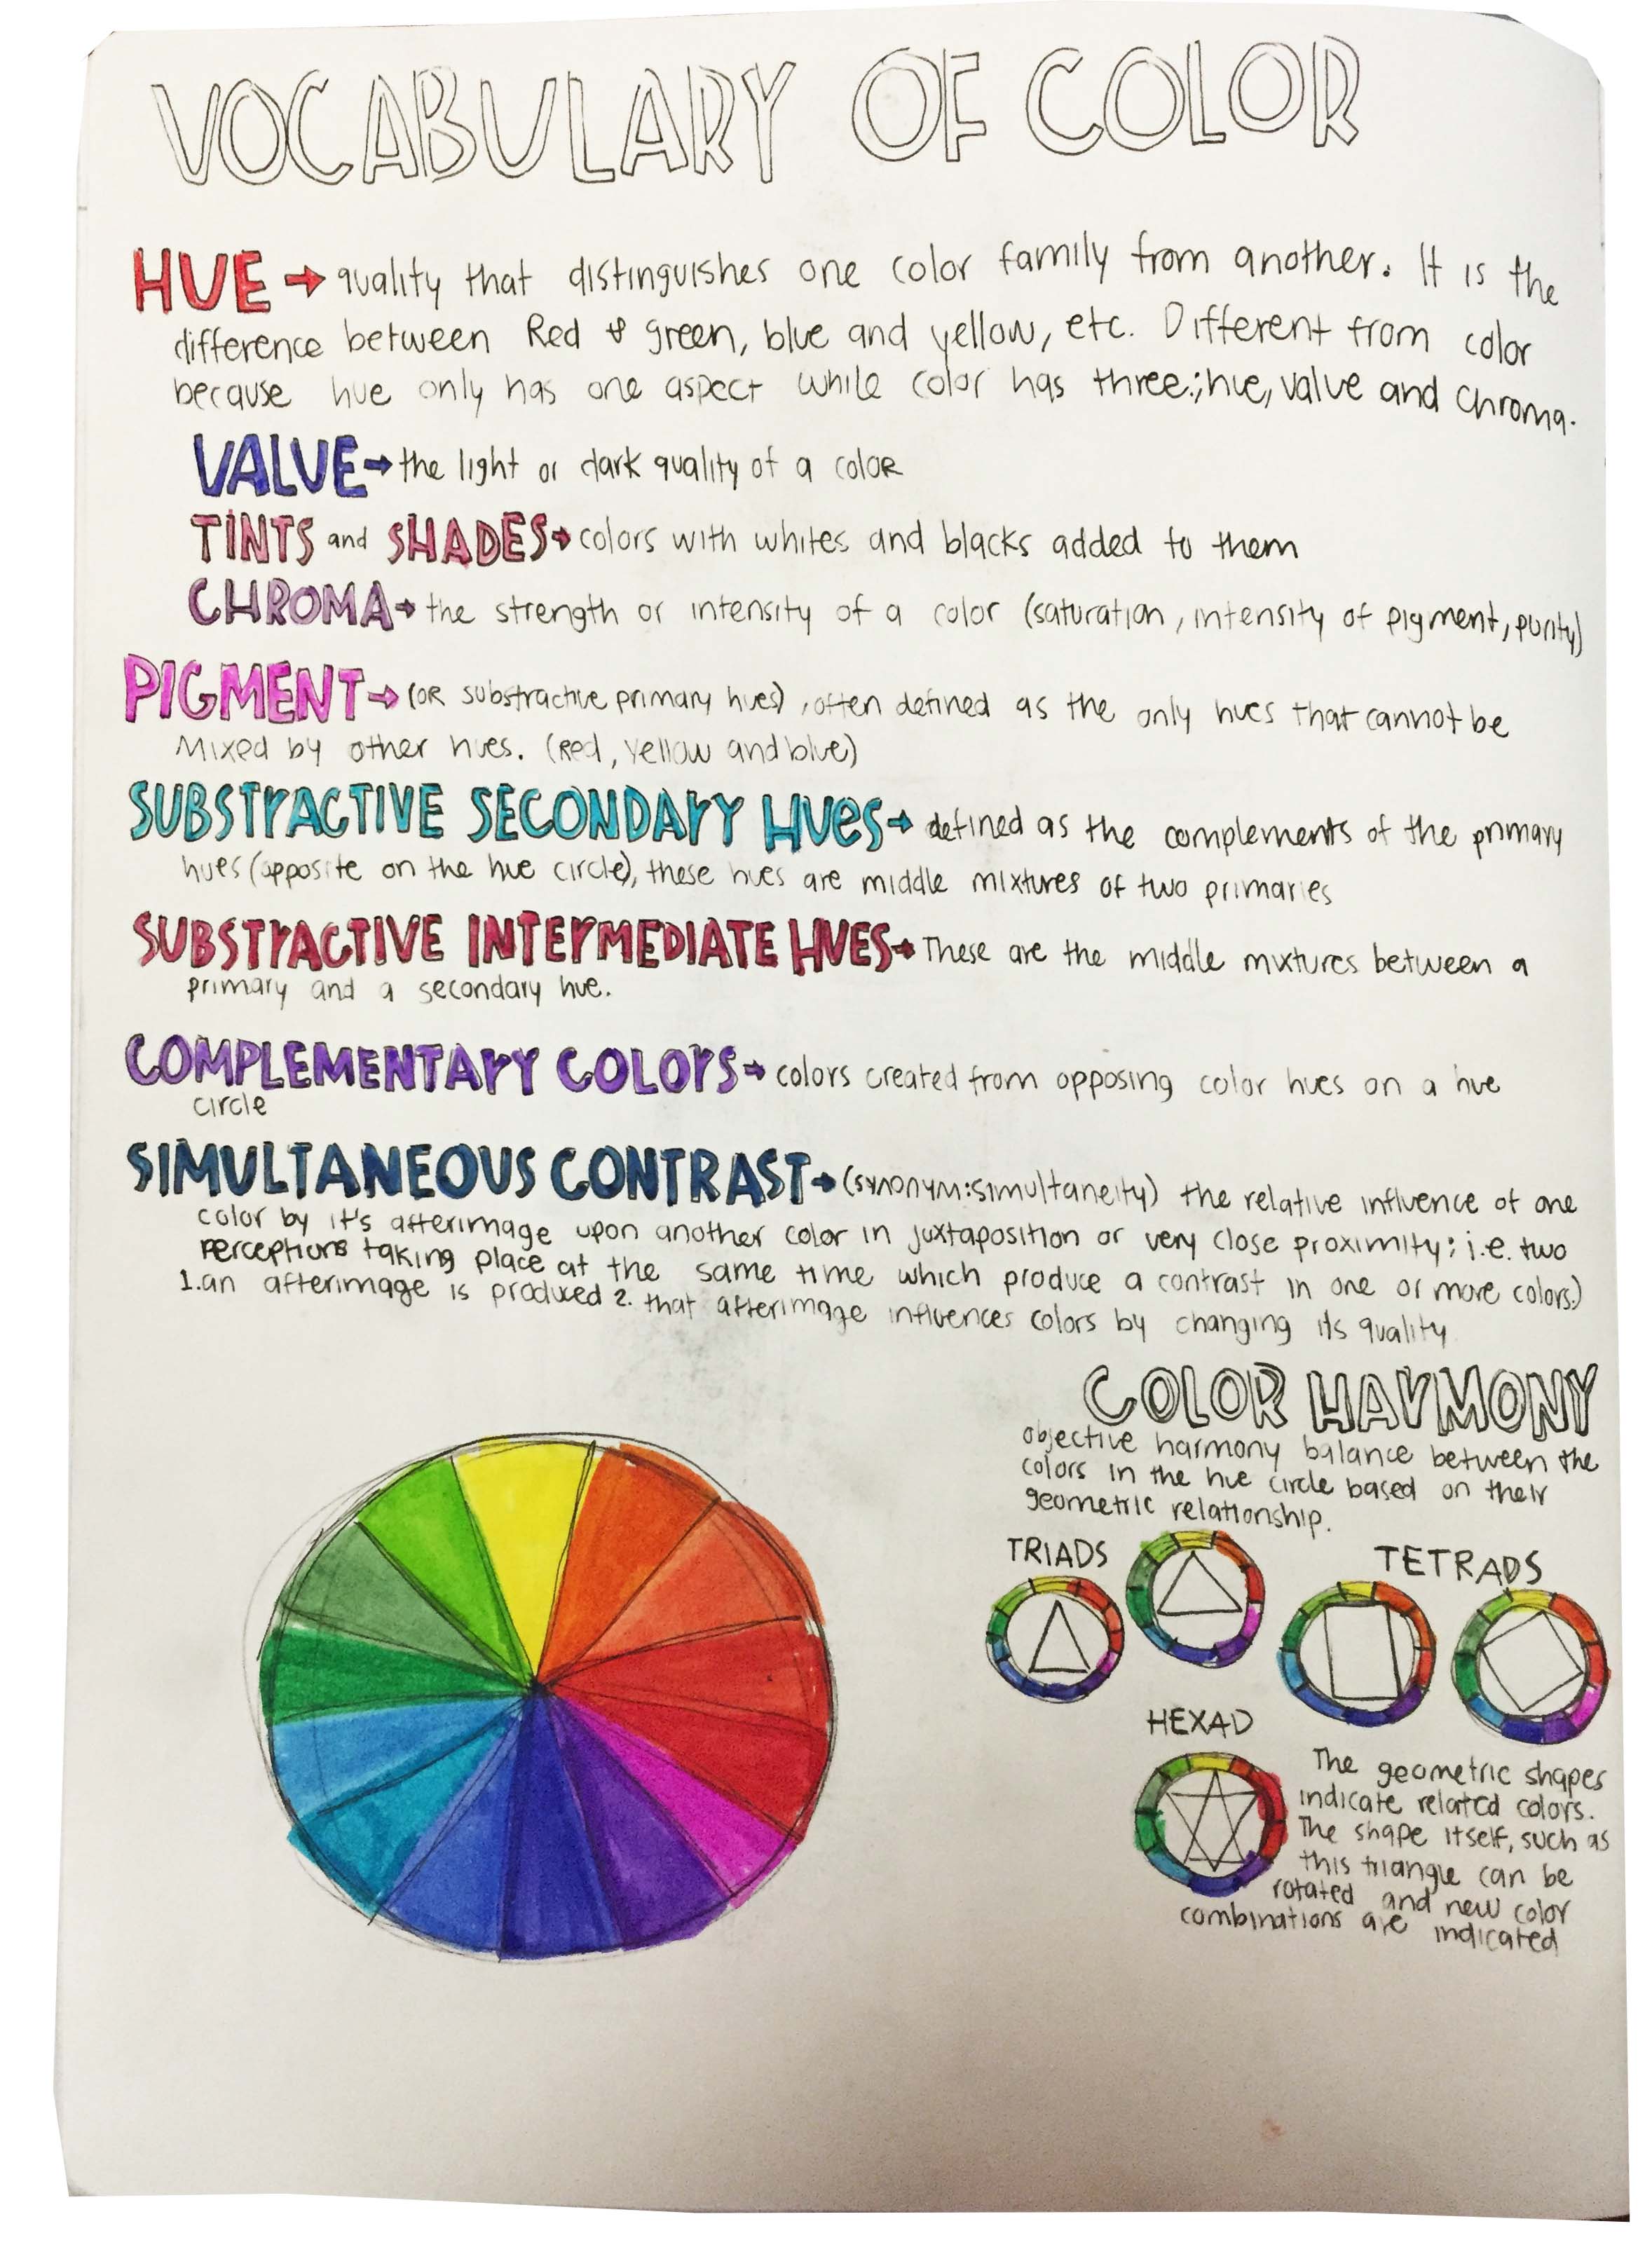 VOCABULARY OF COLOR
HUE → quality that distinguishes one color family from another. It is the
difference between Red & green, blue and yellow, etc. Different from color
because hue only has one aspect while color has three:; hue, value and chroma.
VALUE → the light or dark quality of a color
TINTS and SHADES → colors with whites and blacks added to them
CHROMA → the strength or intensity of a color (saturation, intensity of pigment, purity)
PIGMENT → (or substractive primary hues), often defined as the only hues that cannot be
Mixed by other hues. (Red, Yellow and blue)
SUBSTrACTIVE SECONDArY HUeS → defined as the complements of the primary
hues (opposite on the hue circle), these hues are middle mixtures of two primaries
SUBSTrACTIVE INTErMEDIATE HUES → These are the middle mixtures between a
primary and a secondary hue.
COMPLEMENTArY COLOrS → colors created from opposing color hues on a hue
circle
SIMULTANEOUS CONTRAST → (synonym: simultaneity) the relative influence of one
color by it's afterimage upon another color in juxtaposition or very close proximity; i.e. two
perceptions taking place at the same time which produce a contrast in one or more colors.)
1. an afterimage is produced 2. that afterimage influences colors by changing its quality
COLOR HArMONY
objective harmony balance between the
colors in the hue circle based on their
geometric relationship.
TRIADS
TETRADS
HEXAD
The geometric shapes
indicate related colors.
The shape itself, such as
this triangle can be
rotated and new color
combinations are indicated